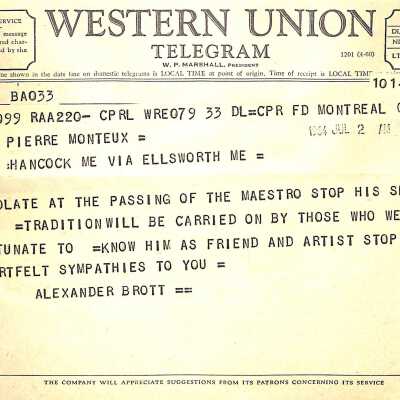 SERVICE
WESTERN UNION
TELEGRAM
W. P. MARSHALL, PRESIDENT
1201 (4-60)
message
and char-
d by the
me shown in the date line on domestic telegrams is LOCAL TIME at point of origin. Time of receipt is LOCAL TIME
BA033
1014
099 RAA220- CPRL WRE079 33 DL=CPR FD MONTREAL
1964 JUL 2
PIERRE MONTEUX =
:HANCOCK ME VIA ELLSWORTH ME =
OLATE AT THE PASSING OF THE MAESTRO STOP HIS S
=TRADITION WILL BE CARRIED ON BY THOSE WHO WE
TUNATE TO =KNOW HIM AS FRIEND AND ARTIST STOP
RTFELT SYMPATHIES TO YOU =
ALEXANDER BROTT ==
THE COMPANY WILL APPRECIATE SUGGESTIONS FROM ITS PATRONS CONCERNING ITS SERVICE